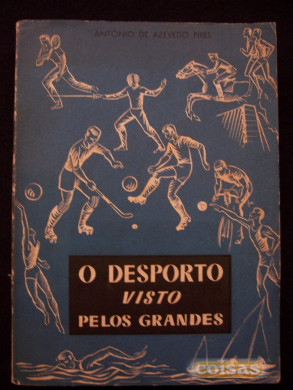 ANTÓNIO DE AZEVEDO PIRES
O DESPORTO
VISTO
PELOS GRANDES
coisas